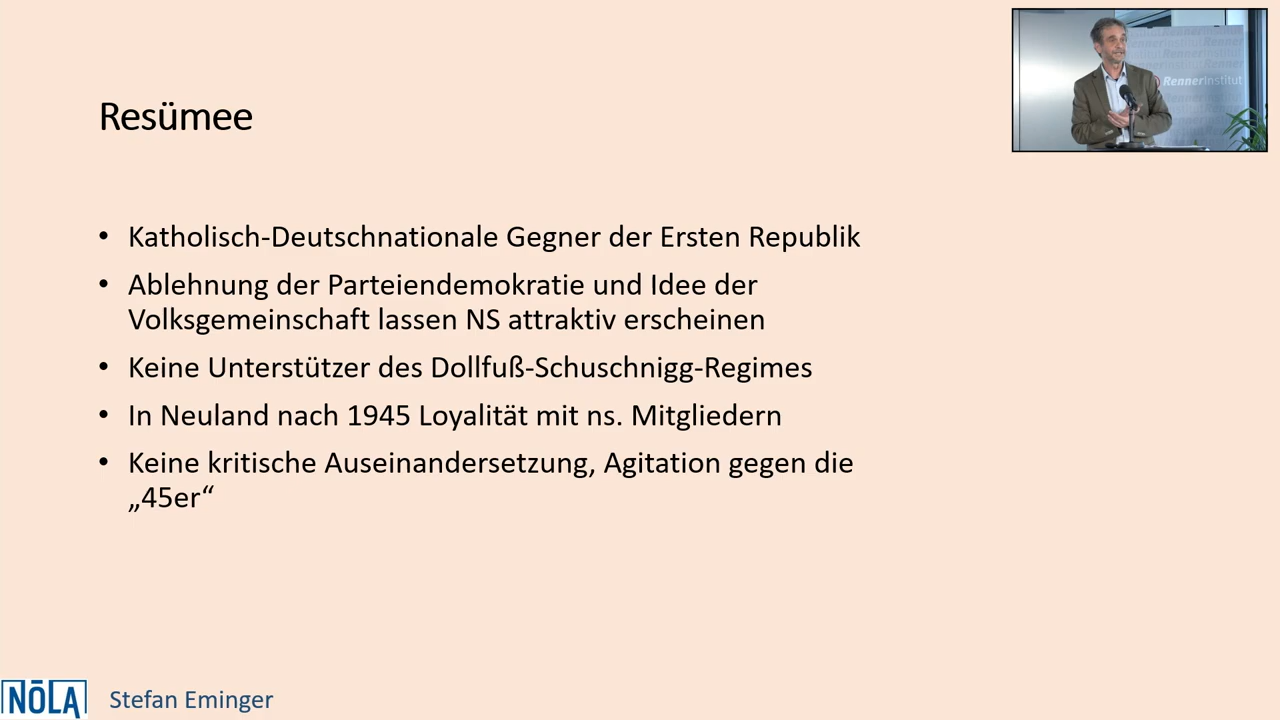 Resümee
• Katholisch-Deutschnationale Gegner der Ersten Republik
• Ablehnung der Parteiendemokratie und Idee der
Volksgemeinschaft lassen NS attraktiv erscheinen
• Keine Unterstützer des Dollfuß-Schuschnigg-Regimes
• In Neuland nach 1945 Loyalität mit ns. Mitgliedern
• Keine kritische Auseinandersetzung, Agitation gegen die
„45er“
RennerInstitut
NÖLA
Stefan Eminger